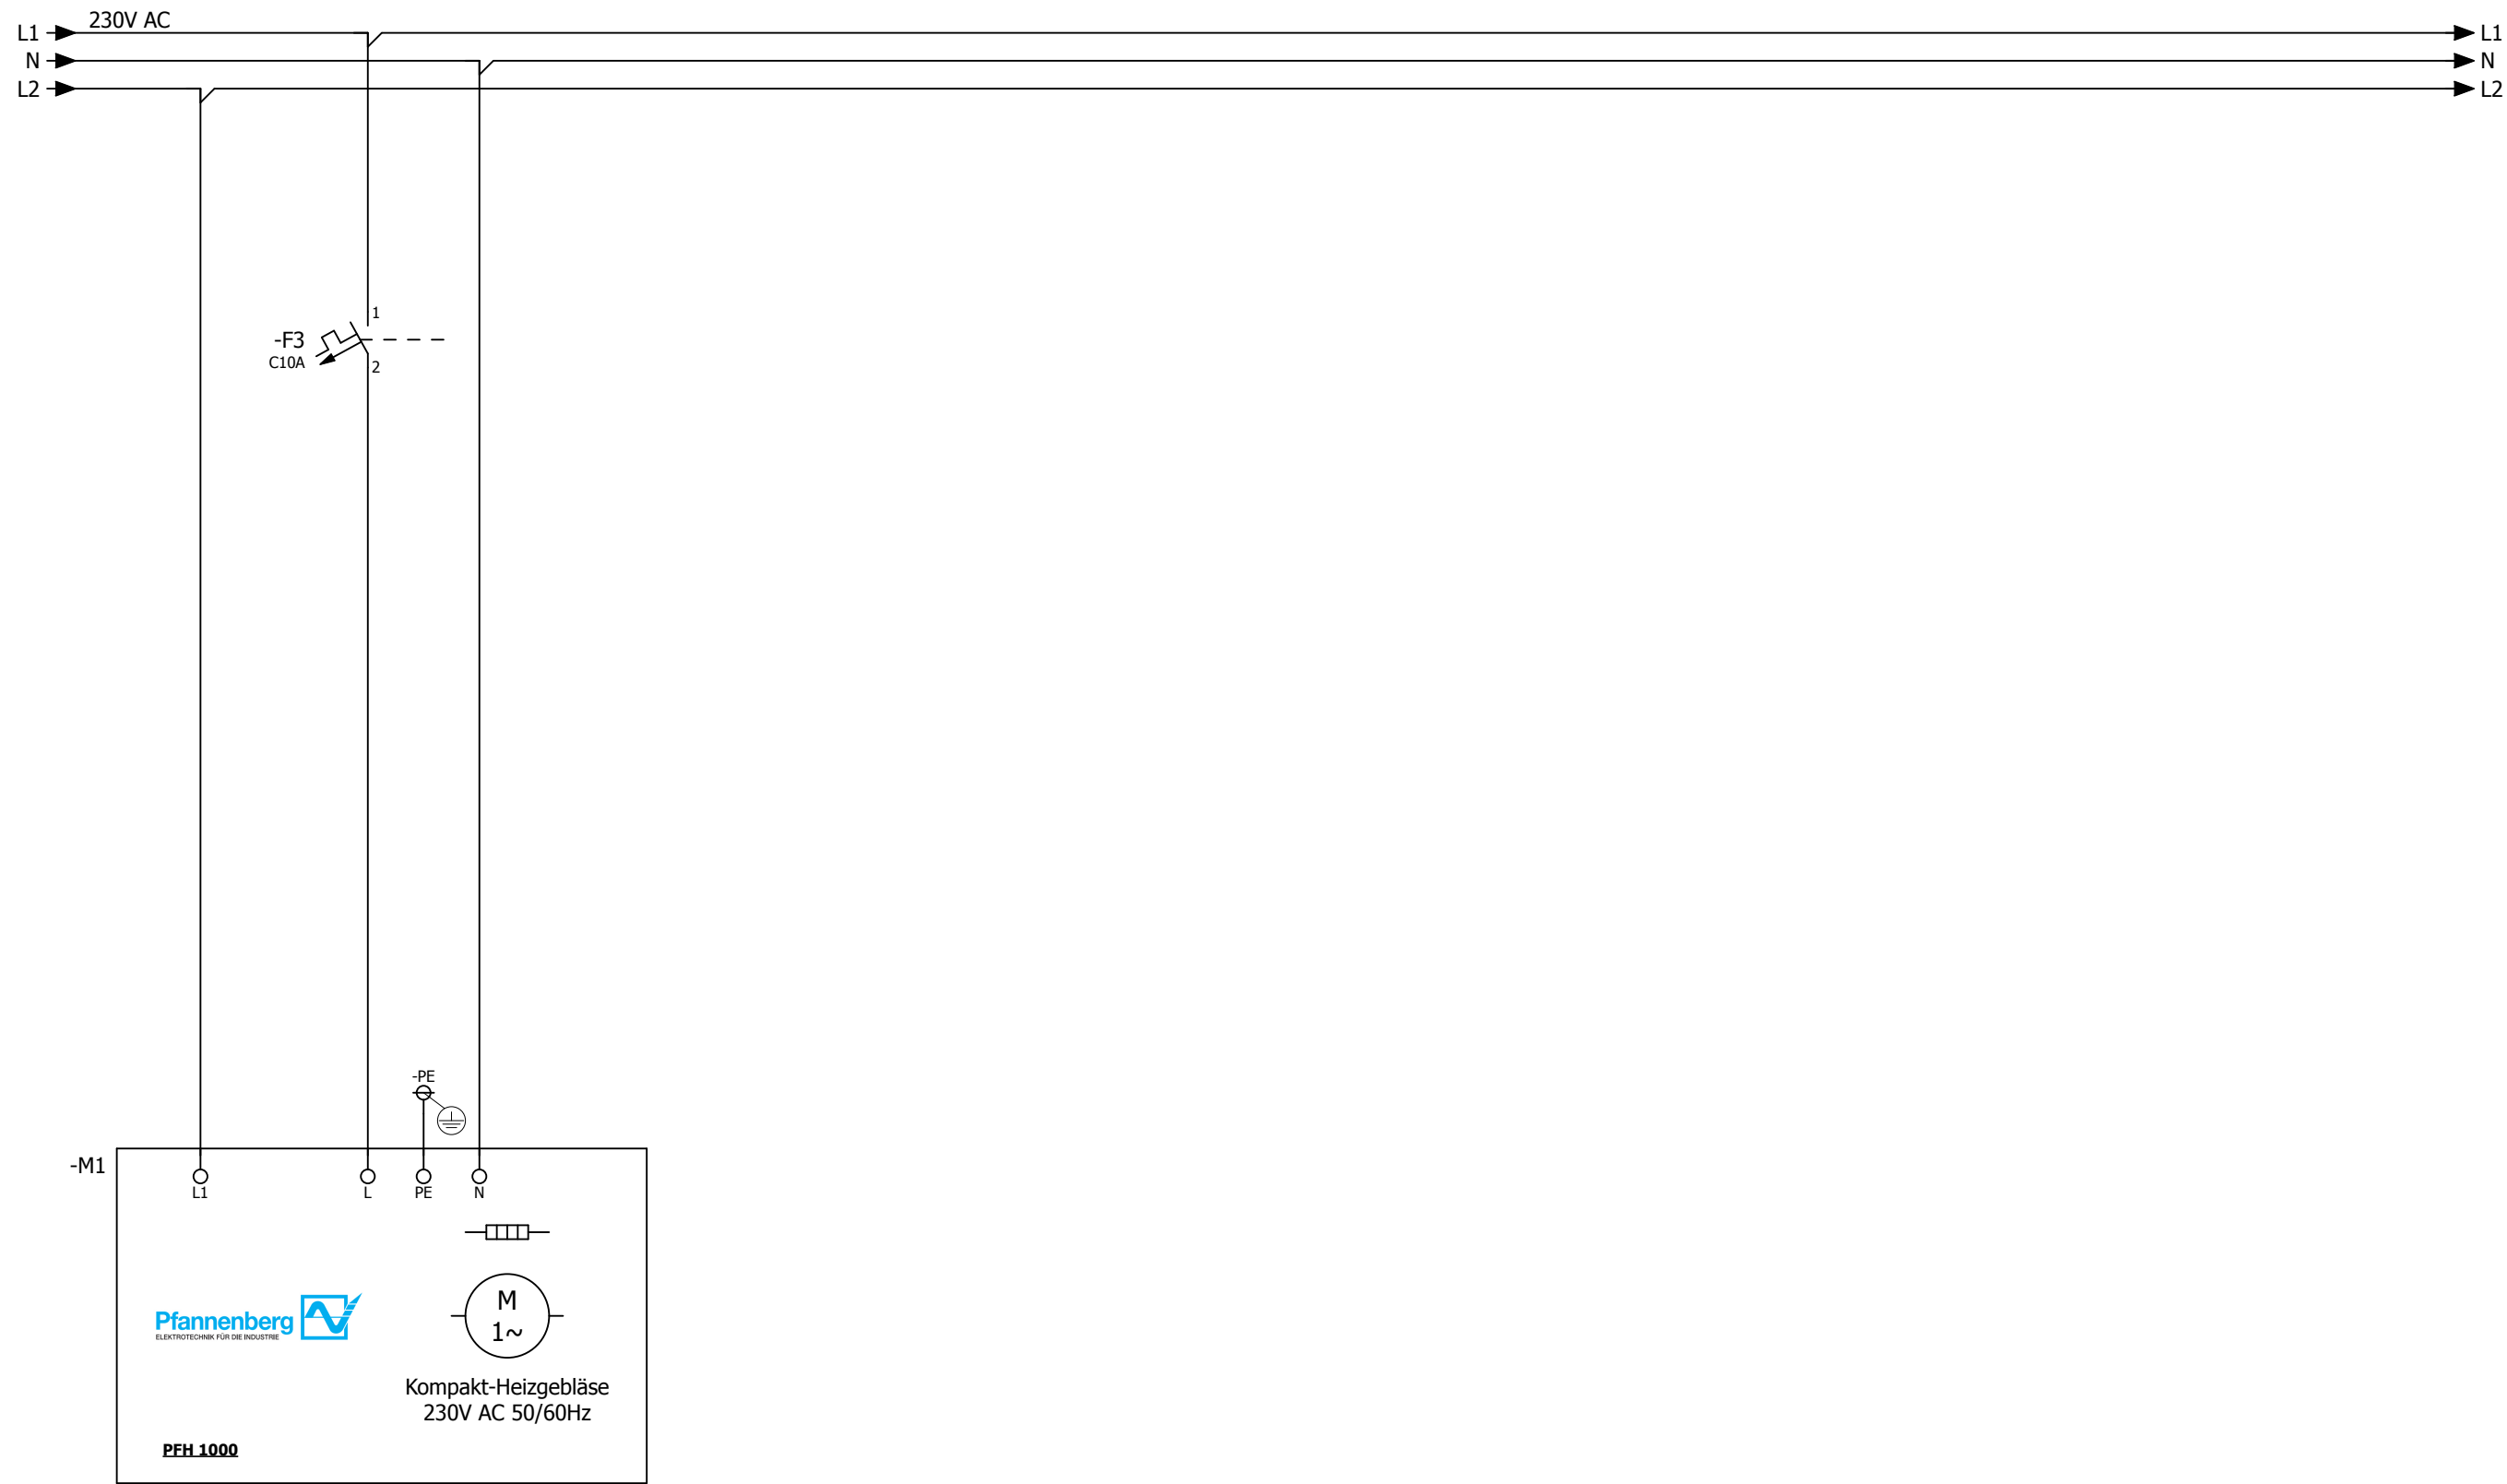 230V AC
L1
L1
N
N
L2
L2
1
-F3
C10A
2
-PE
-M1
L1
L
PE
N
M
1~
Pfannenberg
ELEKTROTECHNIK FÜR DIE INDUSTRIE
Kompakt-Heizgebläse
230V AC 50/60Hz
PFH 1000